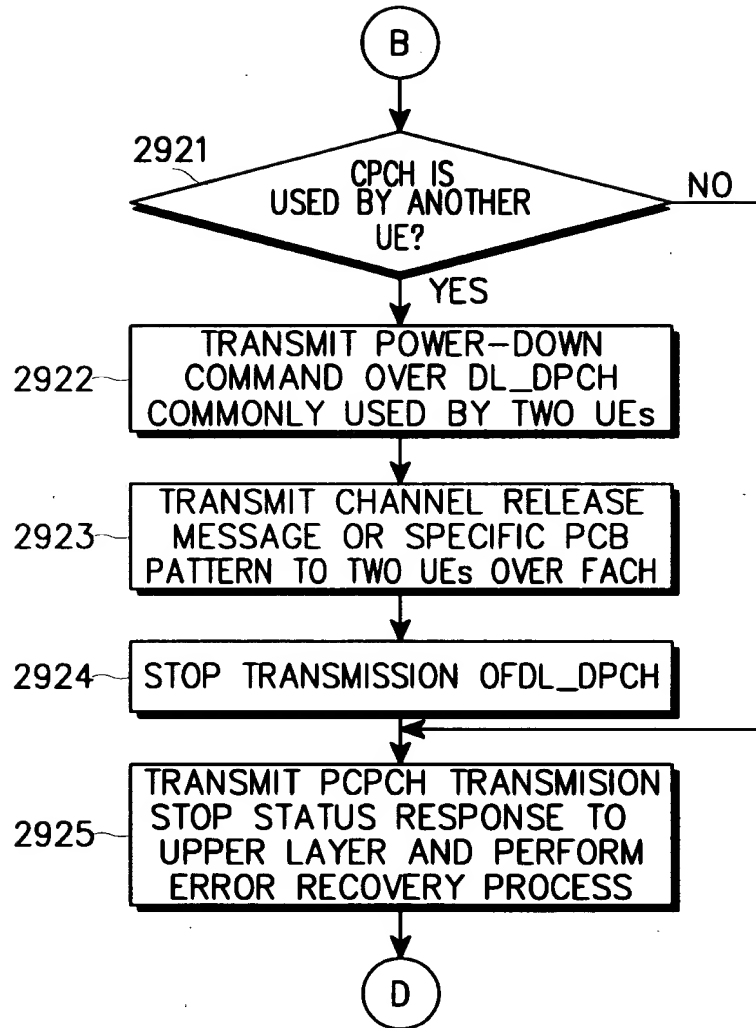 B
2921
CPCH IS
USED BY ANOTHER
UE?
NO
YES
2922
TRANSMIT POWER-DOWN
COMMAND OVER DL_DPCH
COMMONLY USED BY TWO UEs
2923
TRANSMIT CHANNEL RELEASE
MESSAGE OR SPECIFIC PCB
PATTERN TO TWO UEs OVER FACH
2924
STOP TRANSMISSION OFDL_DPCH
2925
TRANSMIT PCPCH TRANSMISION
STOP STATUS RESPONSE TO
UPPER LAYER AND PERFORM
ERROR RECOVERY PROCESS
D